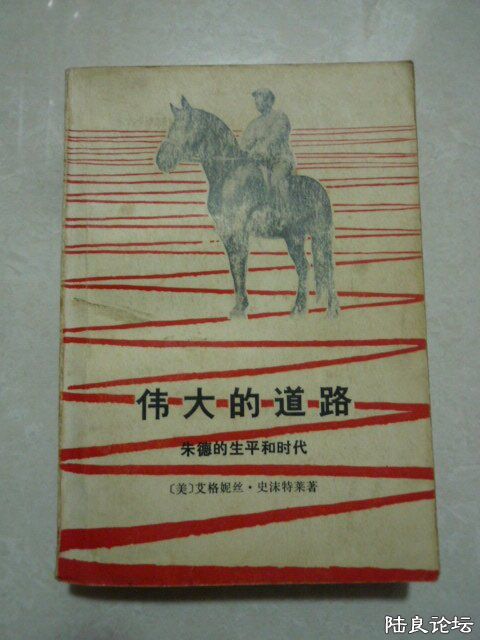 伟大的道路
朱德的生平和时代
〔美〕艾格妮丝·史沫特莱著
陆良论坛